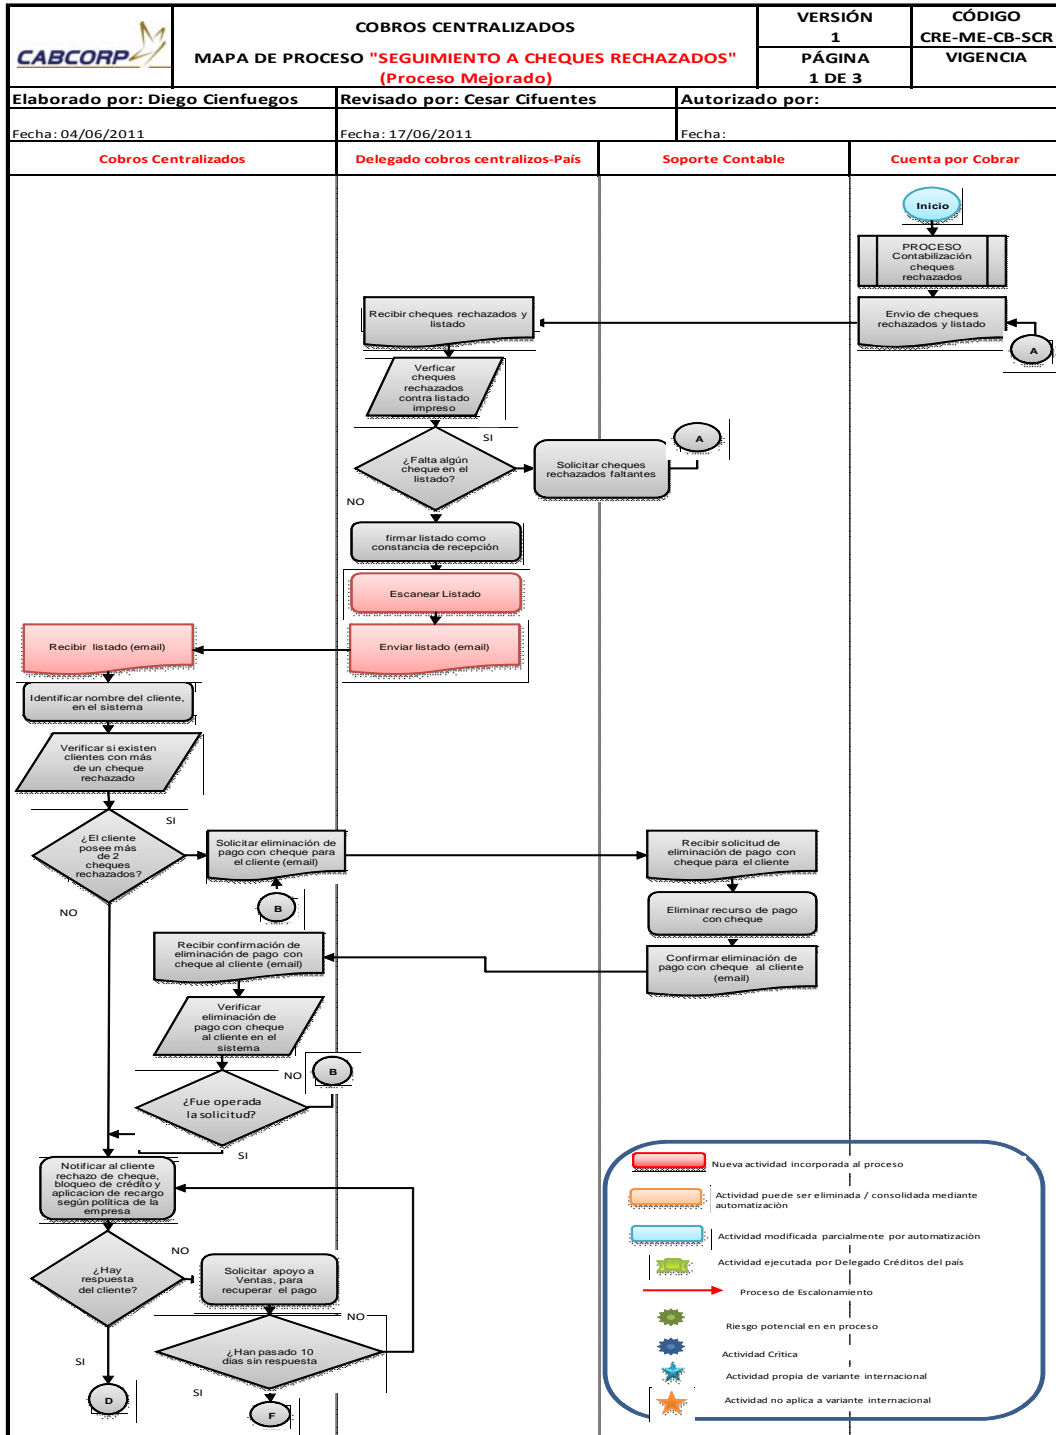 CABCORP
COBROS CENTRALIZADOS
MAPA DE PROCESO "SEGUIMIENTO A CHEQUES RECHAZADOS"
(Proceso Mejorado)
VERSIÓN
1
CÓDIGO
CRE-ME-CB-SCR
PÁGINA
1 DE 3
VIGENCIA
Elaborado por: Diego Cienfuegos
Revisado por: Cesar Cifuentes
Autorizado por:
Fecha: 04/06/2011
Fecha: 17/06/2011
Fecha:
Cobros Centralizados
Delegado cobros centralizos-País
Soporte Contable
Cuenta por Cobrar
Inicio
PROCESO
Contabilización
cheques
rechazados
Envio de cheques
rechazados y listado
A
Recibir cheques rechazados y
listado
Verficar
cheques
rechazados
contra listado
impreso
¿Falta algún
cheque en el
listado?
SI
NO
Solicitar cheques
rechazados faltantes
A
firmar listado como
constancia de recepción
Escanear Listado
Enviar listado (email)
Recibir listado (email)
Identificar nombre del cliente,
en el sistema
Verificar si existen
clientes con más
de un cheque
rechazado
¿El cliente
posee más
de 2
cheques
rechazados?
SI
NO
Solicitar eliminación de
pago con cheque para
el cliente (email)
B
Recibir solicitud de
eliminación de pago con
cheque para el cliente
Eliminar recurso de pago
con cheque
Confirmar eliminación de
pago con cheque al cliente
(email)
Recibir confirmación de
eliminación de pago con
cheque al cliente (email)
Verificar
eliminación de
pago con cheque
al cliente en el
sistema
¿Fue operada
la solicitud?
NO
B
SI
Notificar al cliente
rechazo de cheque,
bloqueo de crédito y
aplicacion de recargo
según política de la
empresa
¿Hay
respuesta
del cliente?
NO
SI
Solicitar apoyo a
Ventas, para
recuperar el pago
¿Han pasado 10
dias sin respuesta
NO
SI
D
F
Nueva actividad incorporada al proceso
Actividad puede ser eliminada / consolidada mediante
automatizaciòn
Actividad modificada parcialmente por automatizaciòn
Actividad ejecutada por Delegado Créditos del país
Proceso de Escalonamiento
Riesgo potencial en en proceso
Actividad Crìtica
Actividad propia de variante internacional
Actividad no aplica a variante internacional